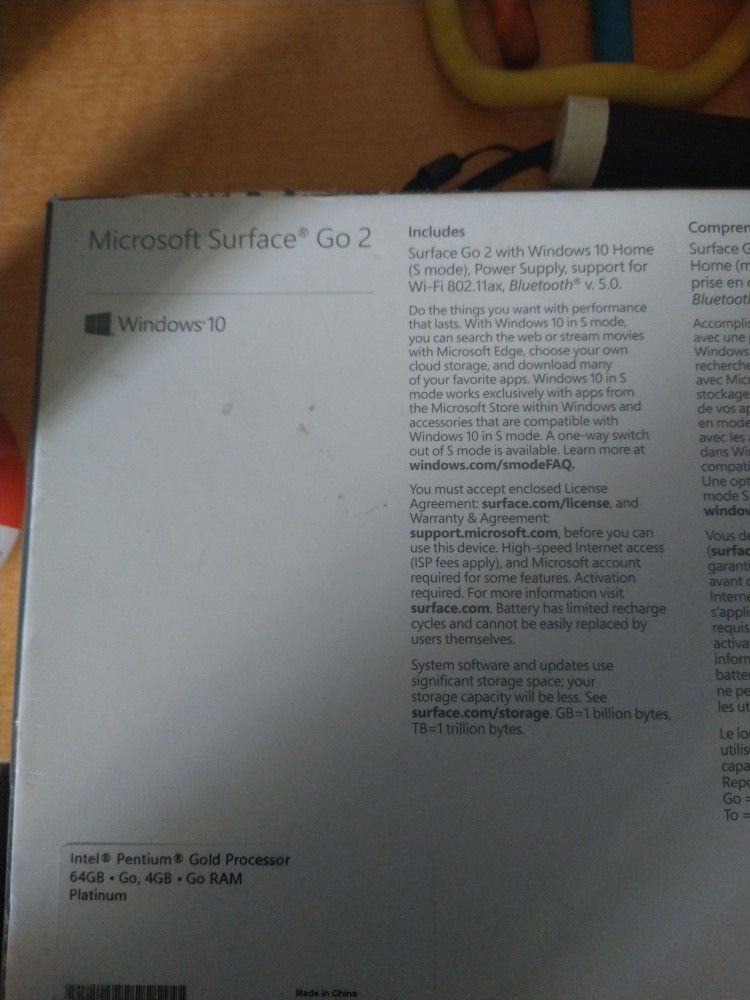 Microsoft Surface® Go 2
Windows 10
Includes
Surface Go 2 with Windows 10 Home
(S mode), Power Supply, support for
Wi-Fi 802.11ax, Bluetooth® v. 5.0.
Do the things you want with performance
that lasts. With Windows 10 in S mode,
you can search the web or stream movies
with Microsoft Edge, choose your own
cloud storage, and download many
of your favorite apps. Windows 10 in S
mode works exclusively with apps from
the Microsoft Store within Windows and
accessories that are compatible with
Windows 10 in S mode. A one-way switch
out of S mode is available. Learn more at
windows.com/smodeFAQ.
You must accept enclosed License
Agreement: surface.com/license, and
Warranty & Agreement:
support.microsoft.com, before you can
use this device. High-speed Internet access
(ISP fees apply), and Microsoft account
required for some features. Activation
required. For more information visit
surface.com. Battery has limited recharge
cycles and cannot be easily replaced by
users themselves.
System software and updates use
significant storage space; your
storage capacity will be less. See
surface.com/storage. GB=1 billion bytes,
TB=1 trillion bytes.
Compren
Surface G
Home (m
prise en c
Bluetooth
Accomplis
avec une p
Windows
recherche
avec Micr
stockage
de vos ap
en mode
avec les
dans Win
compati
Une opt
mode S
window
Vous de
(surfac
garanti
avant d
Interne
s'appli
requis
activa
inform
batte
ne pe
les ut
Le lo
utilis
capa
Repo
Go =
To =
Intel® Pentium® Gold Processor
64GB • Go, 4GB • Go RAM
Platinum
Made in China